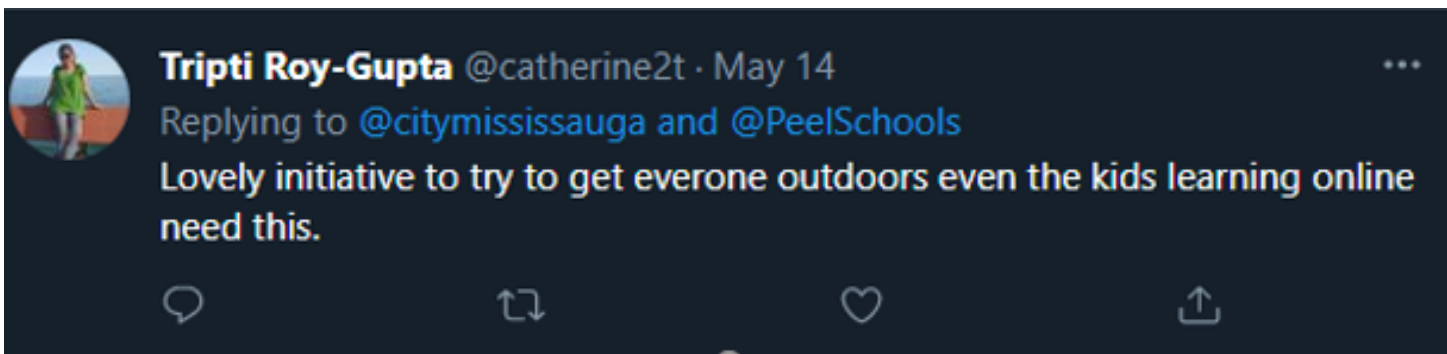 Tripti Roy-Gupta @catherine2t · May 14
Replying to @citymississauga and @PeelSchools
Lovely initiative to try to get everone outdoors even the kids learning online
need this.